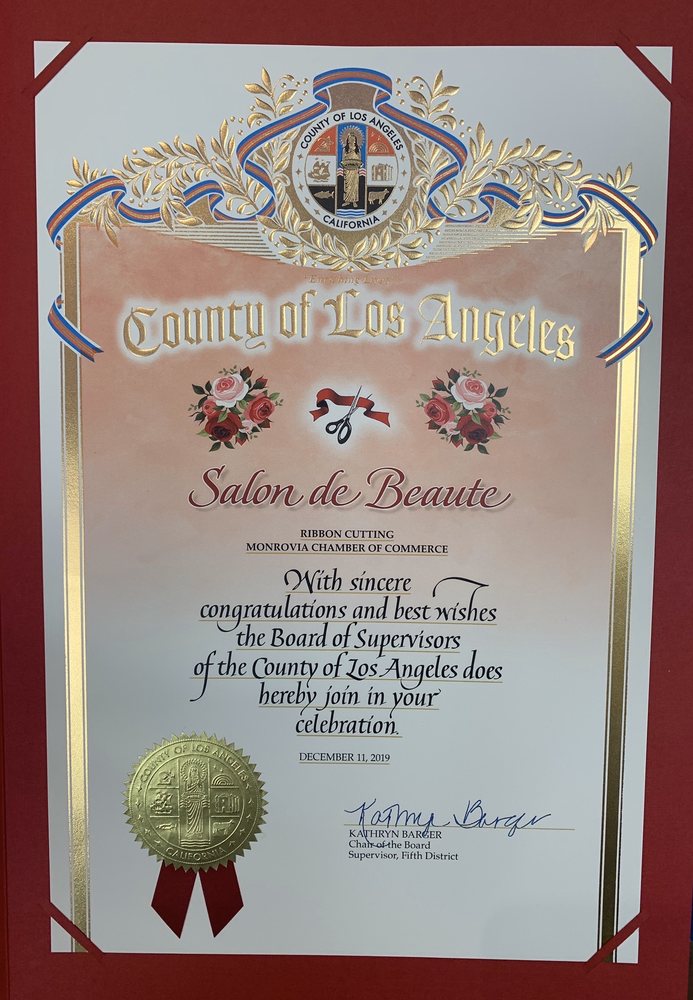 COUNTY OF LOS ANGELES
CALIFORNIA
County of Los Angeles
Salon de Beaute
RIBBON CUTTING
MONROVIA CHAMBER OF COMMERCE
With sincere
congratulations and best wishes
the Board of Supervisors
of the County of Los Angeles does
hereby join in your
celebration.
DECEMBER 11, 2019
COUNTY OF LOS ANGELES
CALIFORNIA
Kathryn Barger
KATHRYN BARGER
Chair of the Board
Supervisor, Fifth District